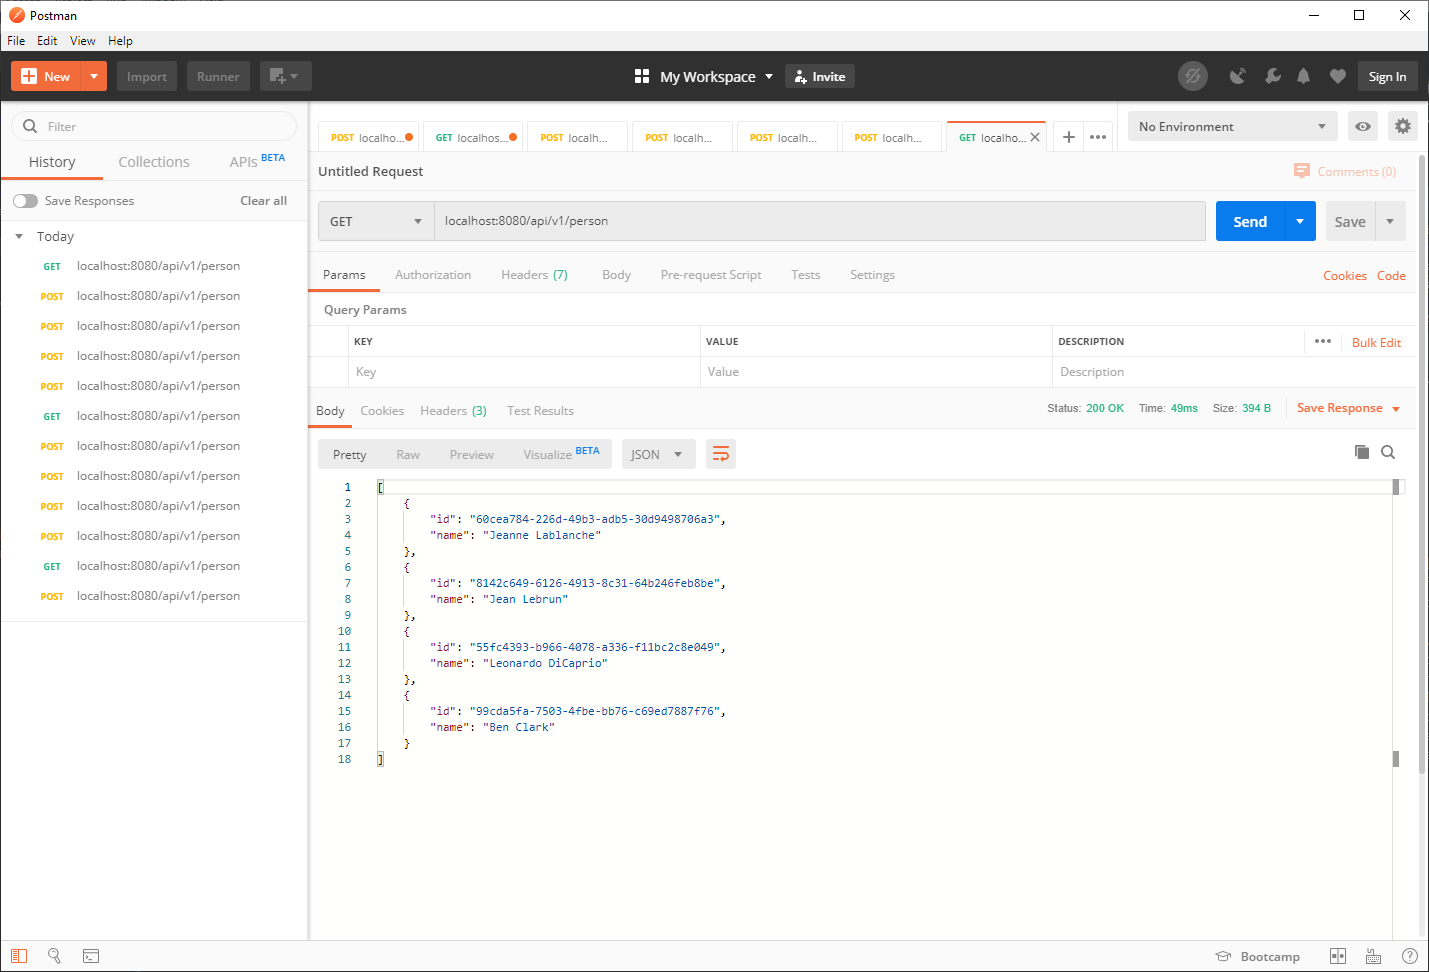 Postman
File Edit View Help
New Import Runner My Workspace Invite Sign In
Filter
History Collections APIs BETA
Save Responses Clear all
Today
GET localhost:8080/api/v1/person
POST localhost:8080/api/v1/person
POST localhost:8080/api/v1/person
POST localhost:8080/api/v1/person
POST localhost:8080/api/v1/person
GET localhost:8080/api/v1/person
POST localhost:8080/api/v1/person
POST localhost:8080/api/v1/person
POST localhost:8080/api/v1/person
POST localhost:8080/api/v1/person
GET localhost:8080/api/v1/person
POST localhost:8080/api/v1/person
POST localho... GET localhos... POST localh... POST localh... POST localh... POST localh... GET localho... No Environment
Untitled Request Comments (0)
GET localhost:8080/api/v1/person Send Save
Params Authorization Headers (7) Body Pre-request Script Tests Settings Cookies Code
Query Params
KEY VALUE DESCRIPTION Bulk Edit
Key Value Description
Body Cookies Headers (3) Test Results Status: 200 OK Time: 49ms Size: 394 B Save Response
Pretty Raw Preview Visualize BETA JSON
1 [
2 {
3 "id": "60cea784-226d-49b3-adb5-30d9498706a3",
4 "name": "Jeanne Lablanche"
5 },
6 {
7 "id": "8142c649-6126-4913-8c31-64b246feb8be",
8 "name": "Jean Lebrun"
9 },
10 {
11 "id": "55fc4393-b966-4078-a336-f11bc2c8e049",
12 "name": "Leonardo DiCaprio"
13 },
14 {
15 "id": "99cda5fa-7503-4fbe-bb76-c69ed7887f76",
16 "name": "Ben Clark"
17 }
18 ]
Bootcamp